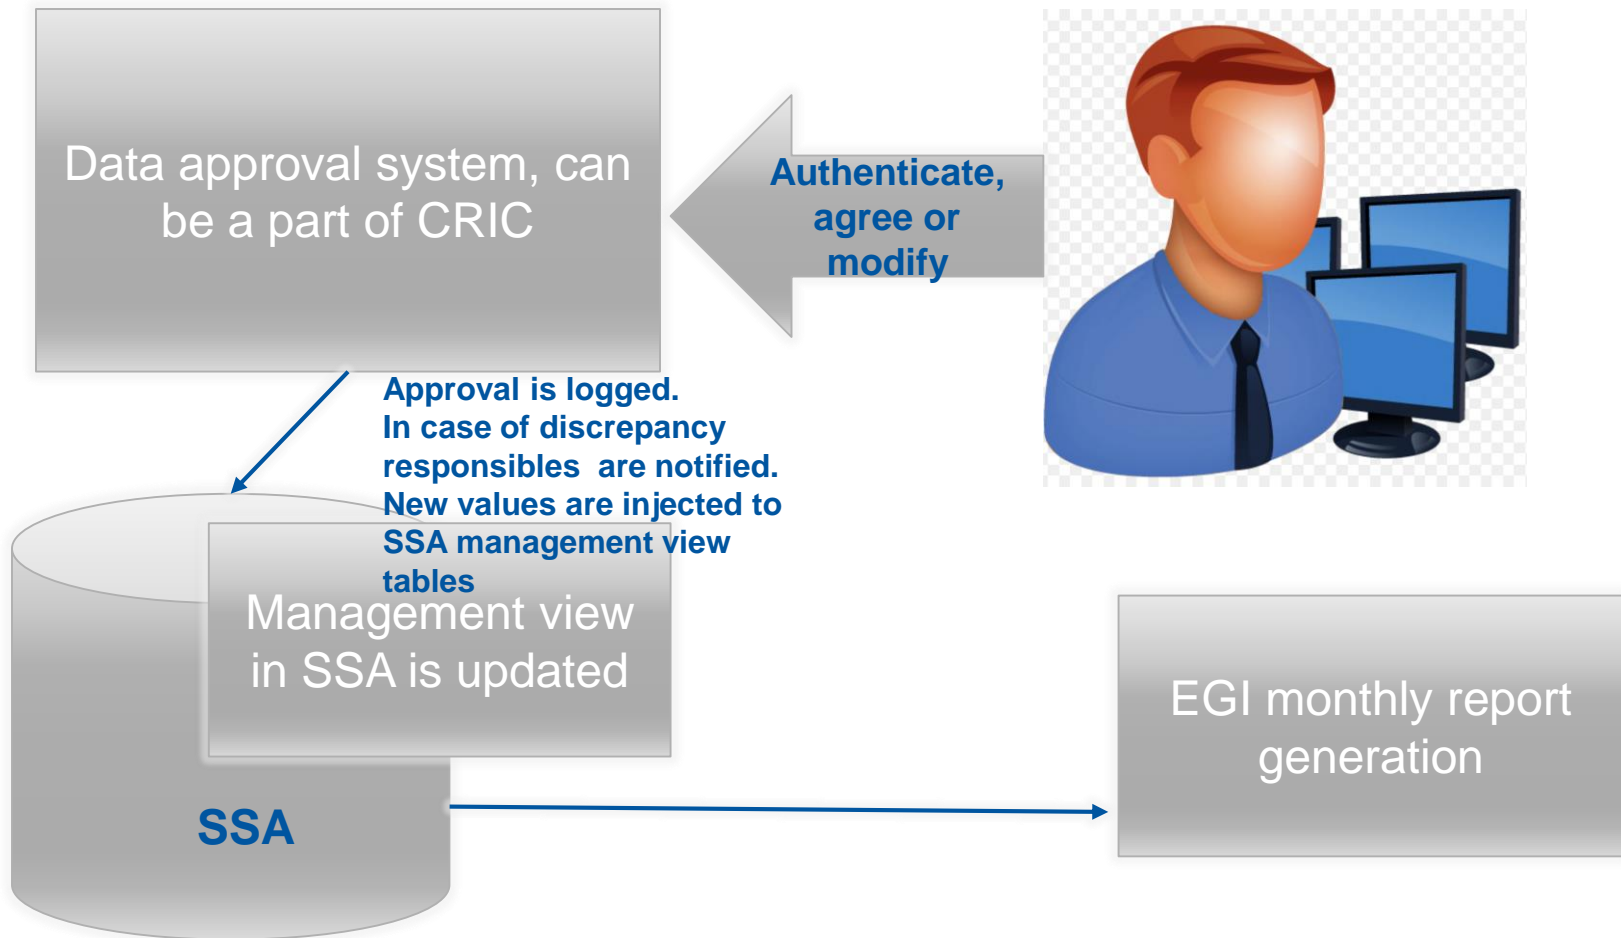 Data approval system, can
be a part of CRIC
Authenticate,
agree or
modify
Approval is logged.
In case of discrepancy
responsibles  are notified.
New values are injected to
SSA management view
tables
Management view
in SSA is updated
SSA
EGI monthly report
generation